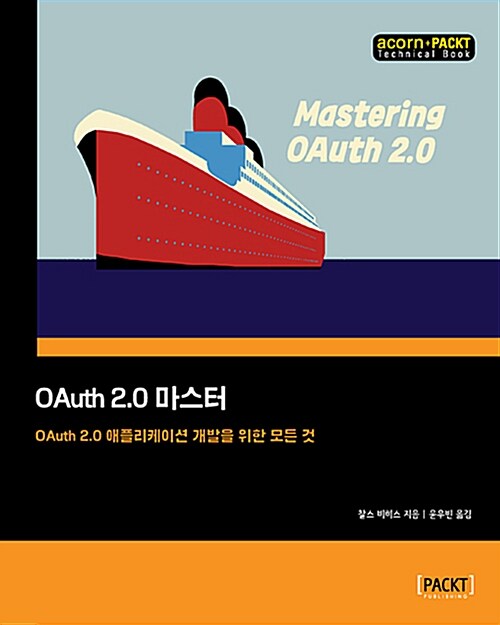 acorn+PACKT
Technical Book
Mastering
OAuth 2.0
OAuth 2.0 마스터
OAuth 2.0 애플리케이션 개발을 위한 모든 것
찰스 비히스 지음 | 윤우빈 옮김
[PACKT]
PUBLISHING